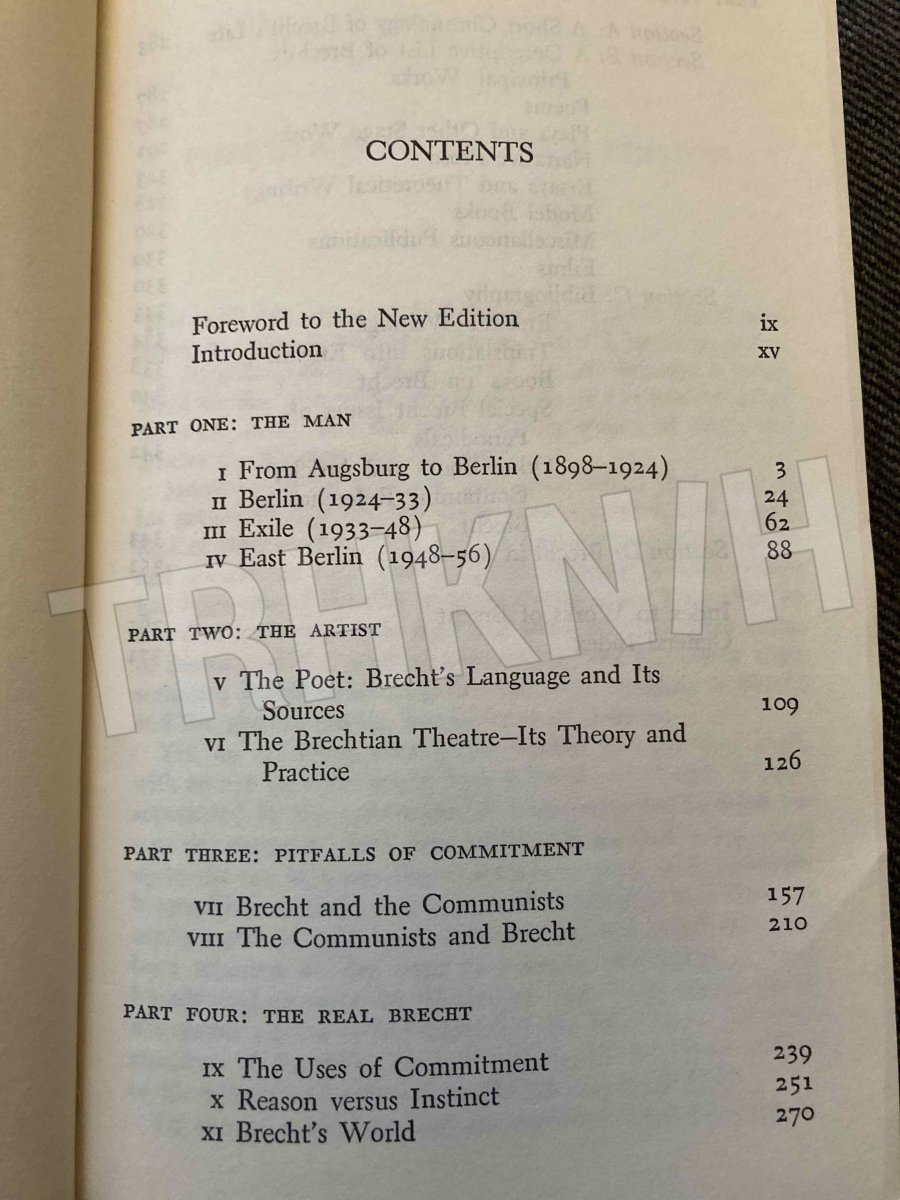 CONTENTS
Foreword to the New Edition ix
Introduction xv
PART ONE: THE MAN
I From Augsburg to Berlin (1898–1924) 3
II Berlin (1924–33) 24
III Exile (1933–48) 62
IV East Berlin (1948–56) 88
PART TWO: THE ARTIST
V The Poet: Brecht's Language and Its
Sources 109
VI The Brechtian Theatre—Its Theory and
Practice 126
PART THREE: PITFALLS OF COMMITMENT
VII Brecht and the Communists 157
VIII The Communists and Brecht 210
PART FOUR: THE REAL BRECHT
IX The Uses of Commitment 239
X Reason versus Instinct 251
XI Brecht's World 270
TRHKN/H